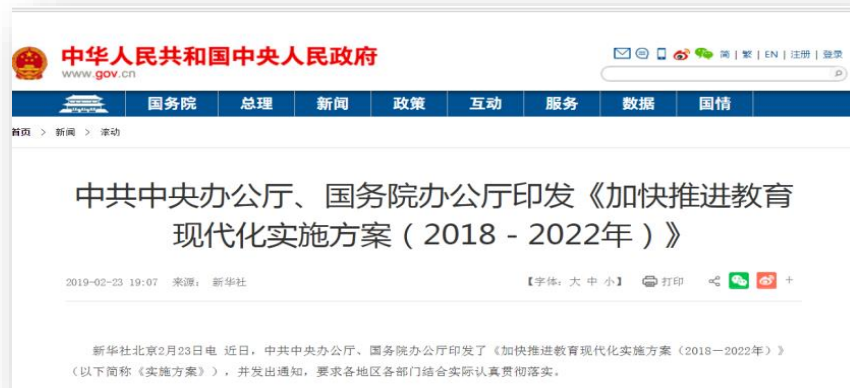 中华人民共和国中央人民政府
www.gov.cn
简 | 繁 | EN | 注册 | 登录
国务院 总理 新闻 政策 互动 服务 数据 国情
首页 > 新闻 > 滚动
中共中央办公厅、国务院办公厅印发《加快推进教育
现代化实施方案（2018－2022年）》
2019-02-23 19:07 来源： 新华社 【字体：大 中 小】 打印 +
新华社北京2月23日电 近日，中共中央办公厅、国务院办公厅印发了《加快推进教育现代化实施方案（2018—2022年）》
（以下简称《实施方案》），并发出通知，要求各地区各部门结合实际认真贯彻落实。